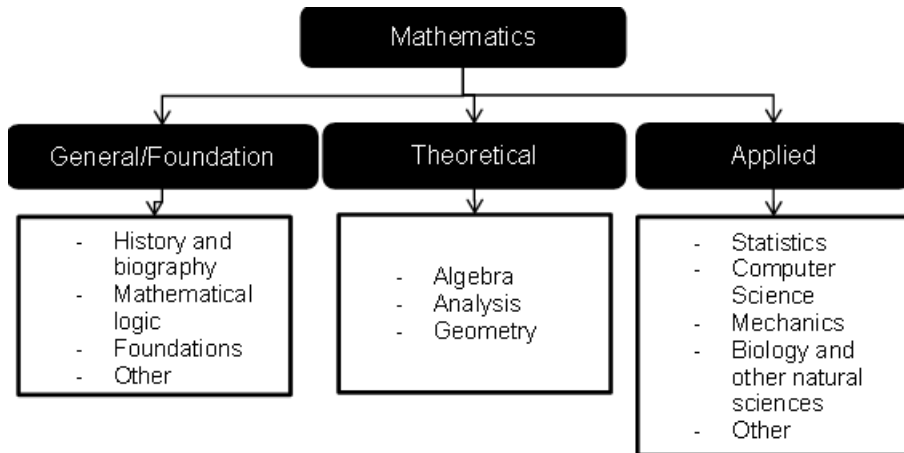 Mathematics
General/Foundation
Theoretical
Applied
- History and
biography
- Mathematical
logic
- Foundations
- Other
- Algebra
- Analysis
- Geometry
- Statistics
- Computer
Science
- Mechanics
- Biology and
other natural
sciences
- Other